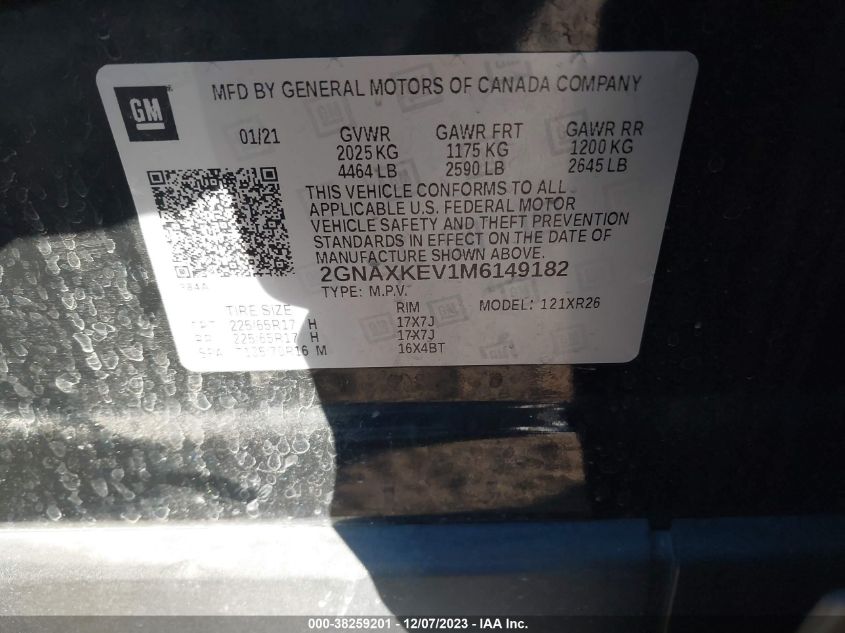 MFD BY GENERAL MOTORS OF CANADA COMPANY
GM
01/21 GVWR GAWR FRT GAWR RR
2025 KG 1175 KG 1200 KG
4464 LB 2590 LB 2645 LB
THIS VEHICLE CONFORMS TO ALL
APPLICABLE U.S. FEDERAL MOTOR
VEHICLE SAFETY AND THEFT PREVENTION
STANDARDS IN EFFECT ON THE DATE OF
MANUFACTURE SHOWN ABOVE.
2GNAXKEV1M6149182
TYPE: M.P.V. MODEL: 121XR26
TIRE SIZE RIM
FRT 225/65R17 H 17X7J
RR 225/65R17 H 17X7J
SPA M 16X4BT
000-38259201 - 12/07/2023 - IAA Inc.